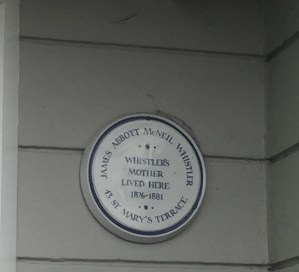 JAMES ABBOTT McNEIL WHISTLER
WHISTLER'S
MOTHER
LIVED HERE
1876-1881
43 ST MARY'S TERRACE